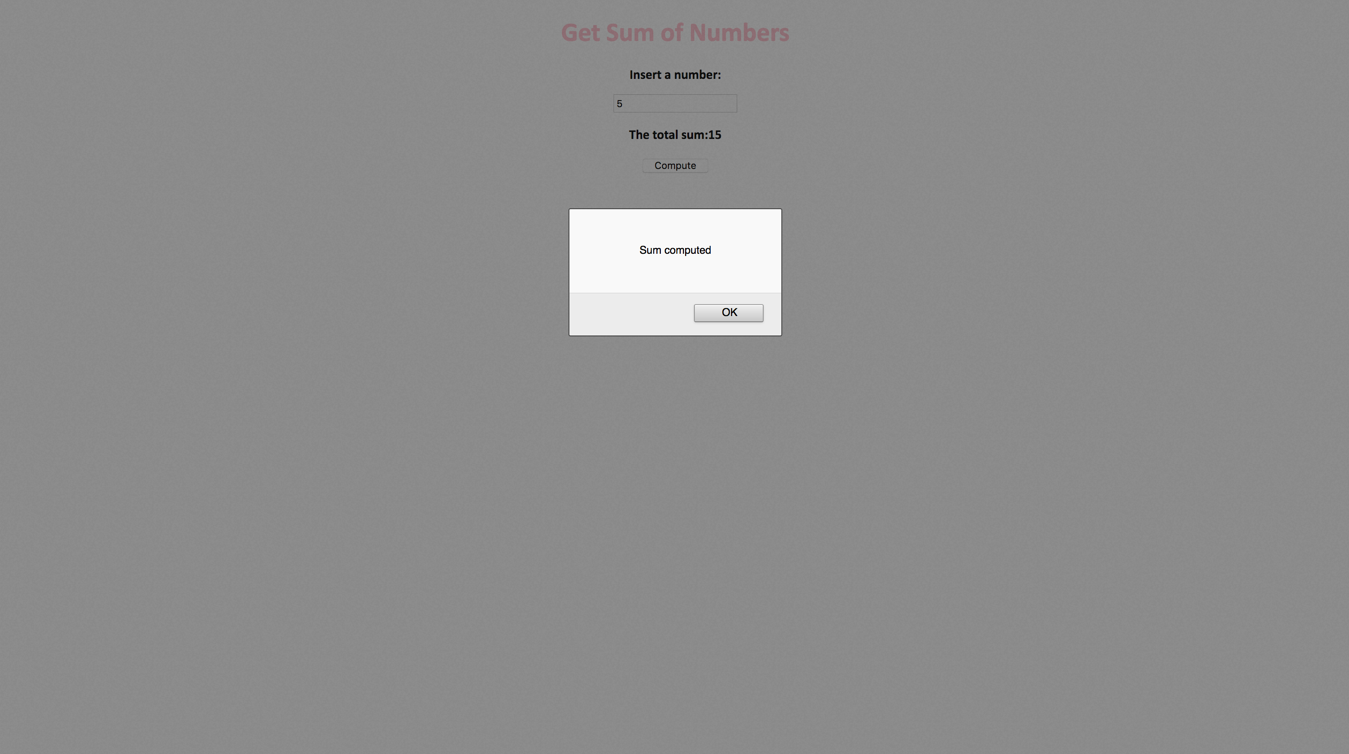 Get Sum of Numbers
Insert a number:
5
The total sum:15
Compute
Sum computed
OK